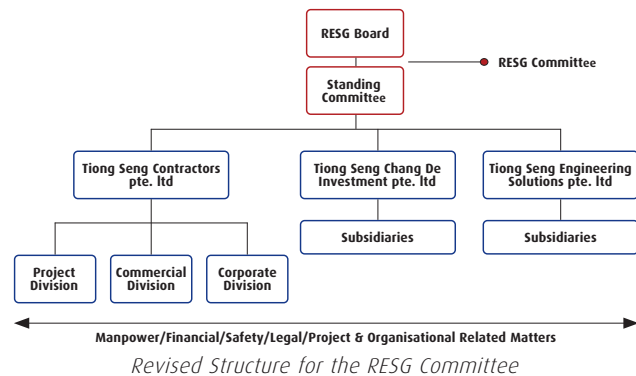 RESG Board
RESG Committee
Standing
Committee
Tiong Seng Contractors
pte. ltd
Tiong Seng Chang De
Investment pte. ltd
Tiong Seng Engineering
Solutions pte. ltd
Subsidiaries
Subsidiaries
Project
Division
Commercial
Division
Corporate
Division
Manpower/Financial/Safety/Legal/Project & Organisational Related Matters
Revised Structure for the RESG Committee